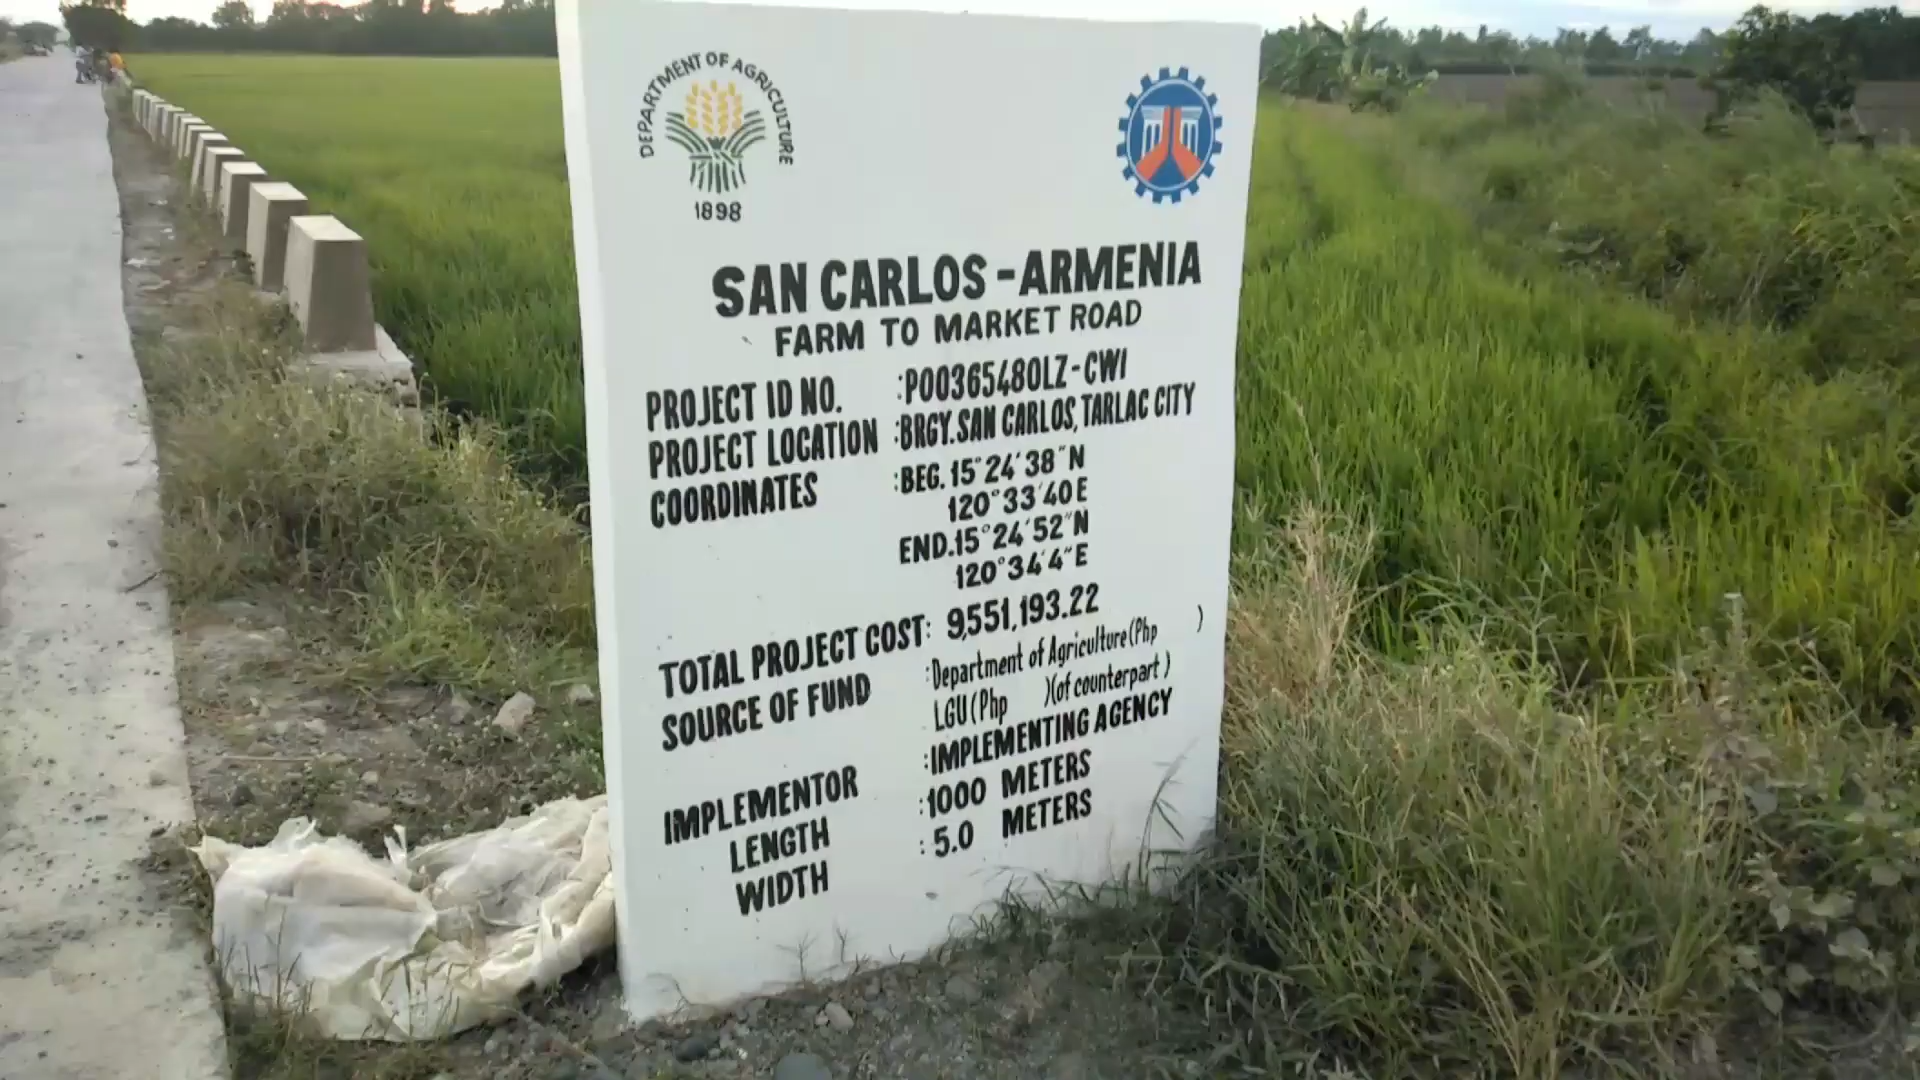 DEPARTMENT OF AGRICULTURE
1898
SAN CARLOS - ARMENIA
FARM TO MARKET ROAD
PROJECT ID NO. :P00365480LZ-CW1
PROJECT LOCATION :BRGY. SAN CARLOS, TARLAC CITY
COORDINATES :BEG. 15°24'38"N
120°33'40E
END. 15°24'52"N
120°34'4"E
TOTAL PROJECT COST: 9,551,193.22
SOURCE OF FUND :Department of Agriculture (Php )
LGU (Php )(of counterpart)
IMPLEMENTOR :IMPLEMENTING AGENCY
LENGTH :1000 METERS
WIDTH : 5.0 METERS